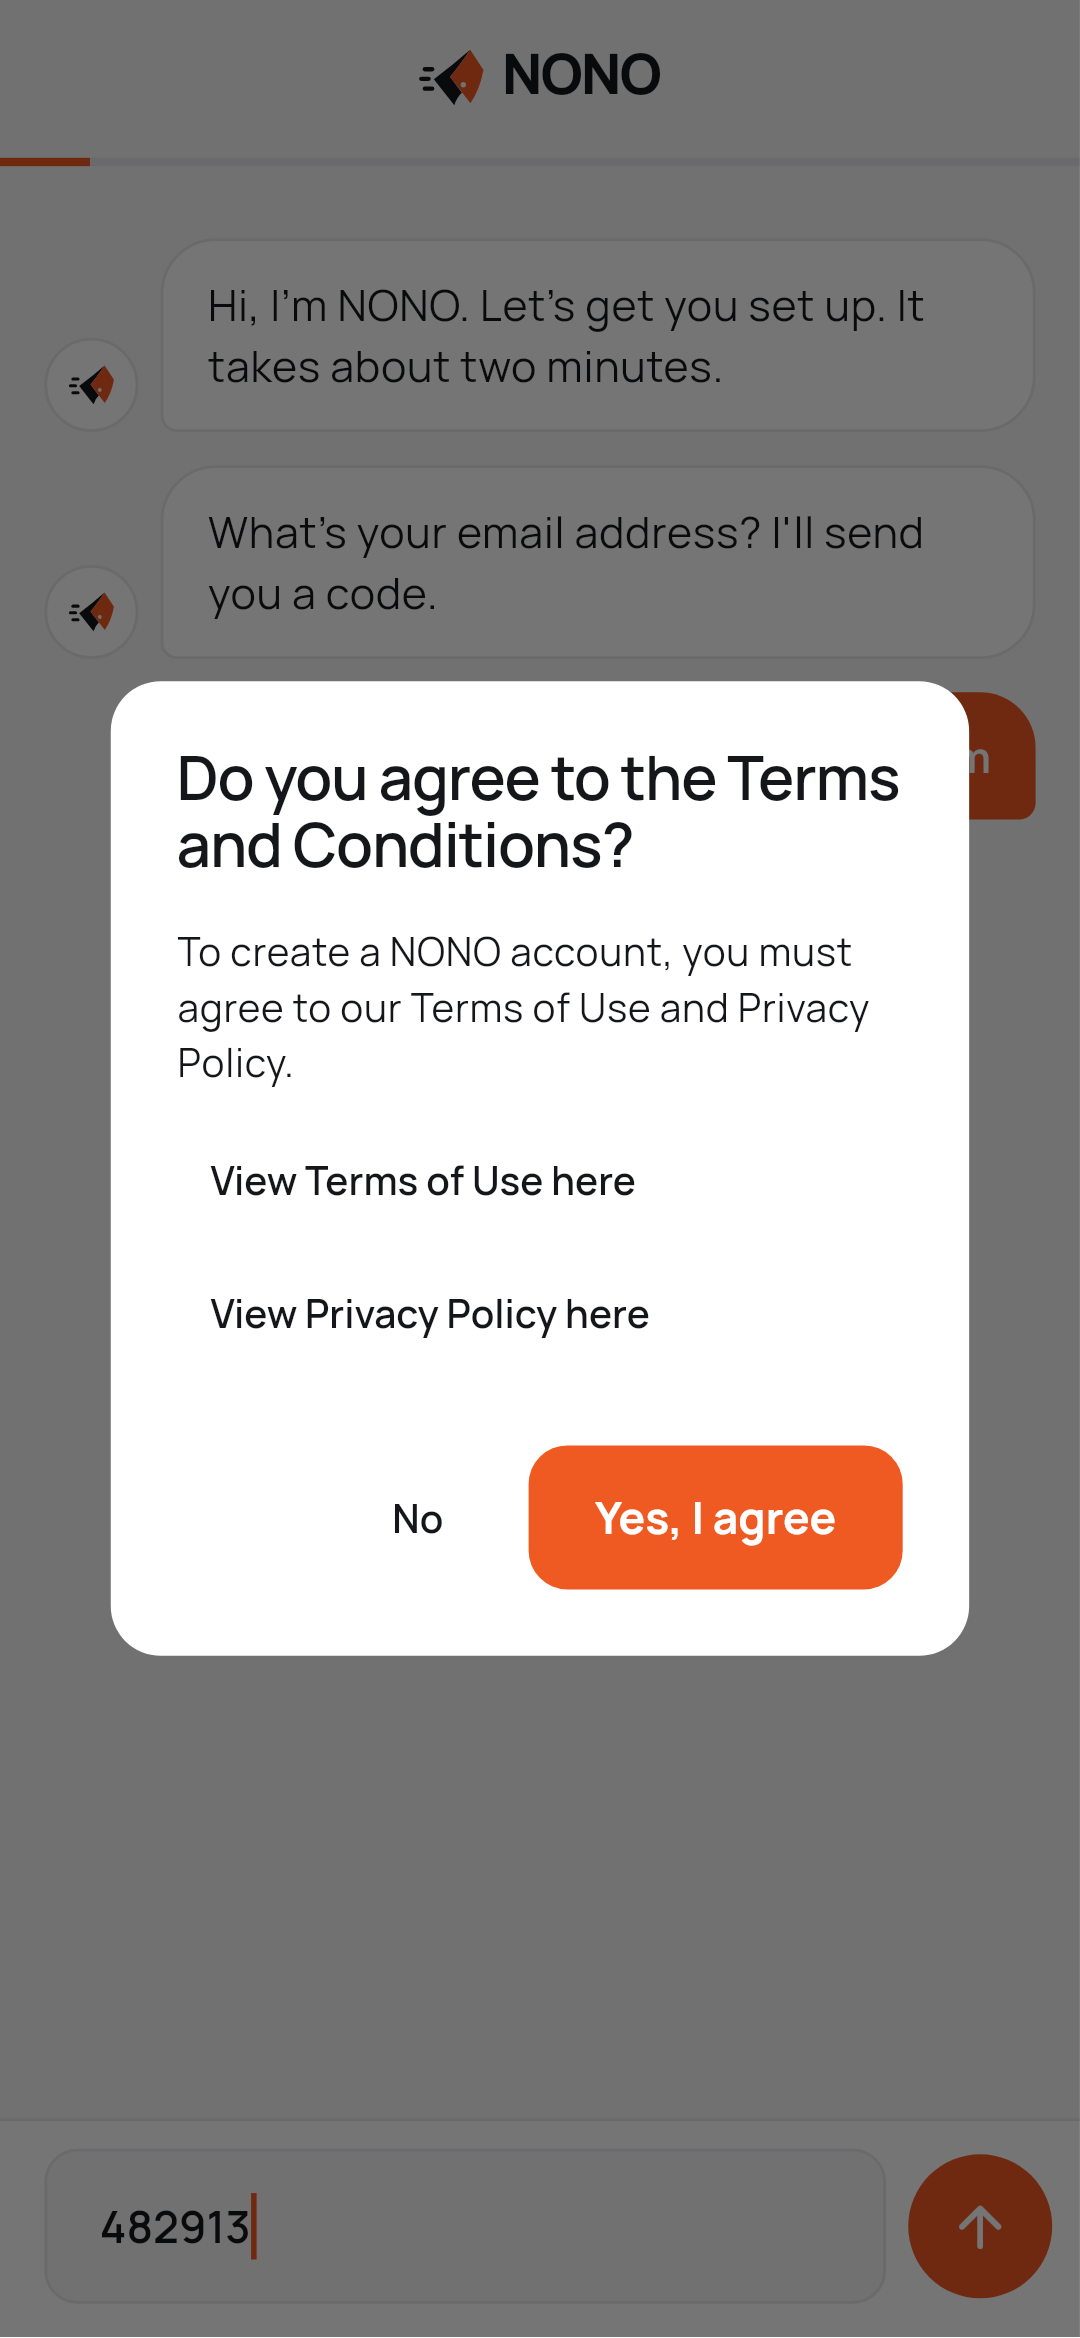 NONO
Hi, I’m NONO. Let’s get you set up. It
takes about two minutes.
What’s your email address? I'll send
you a code.
Do you agree to the Terms
and Conditions?
To create a NONO account, you must
agree to our Terms of Use and Privacy
Policy.
View Terms of Use here
View Privacy Policy here
No
Yes, I agree
482913